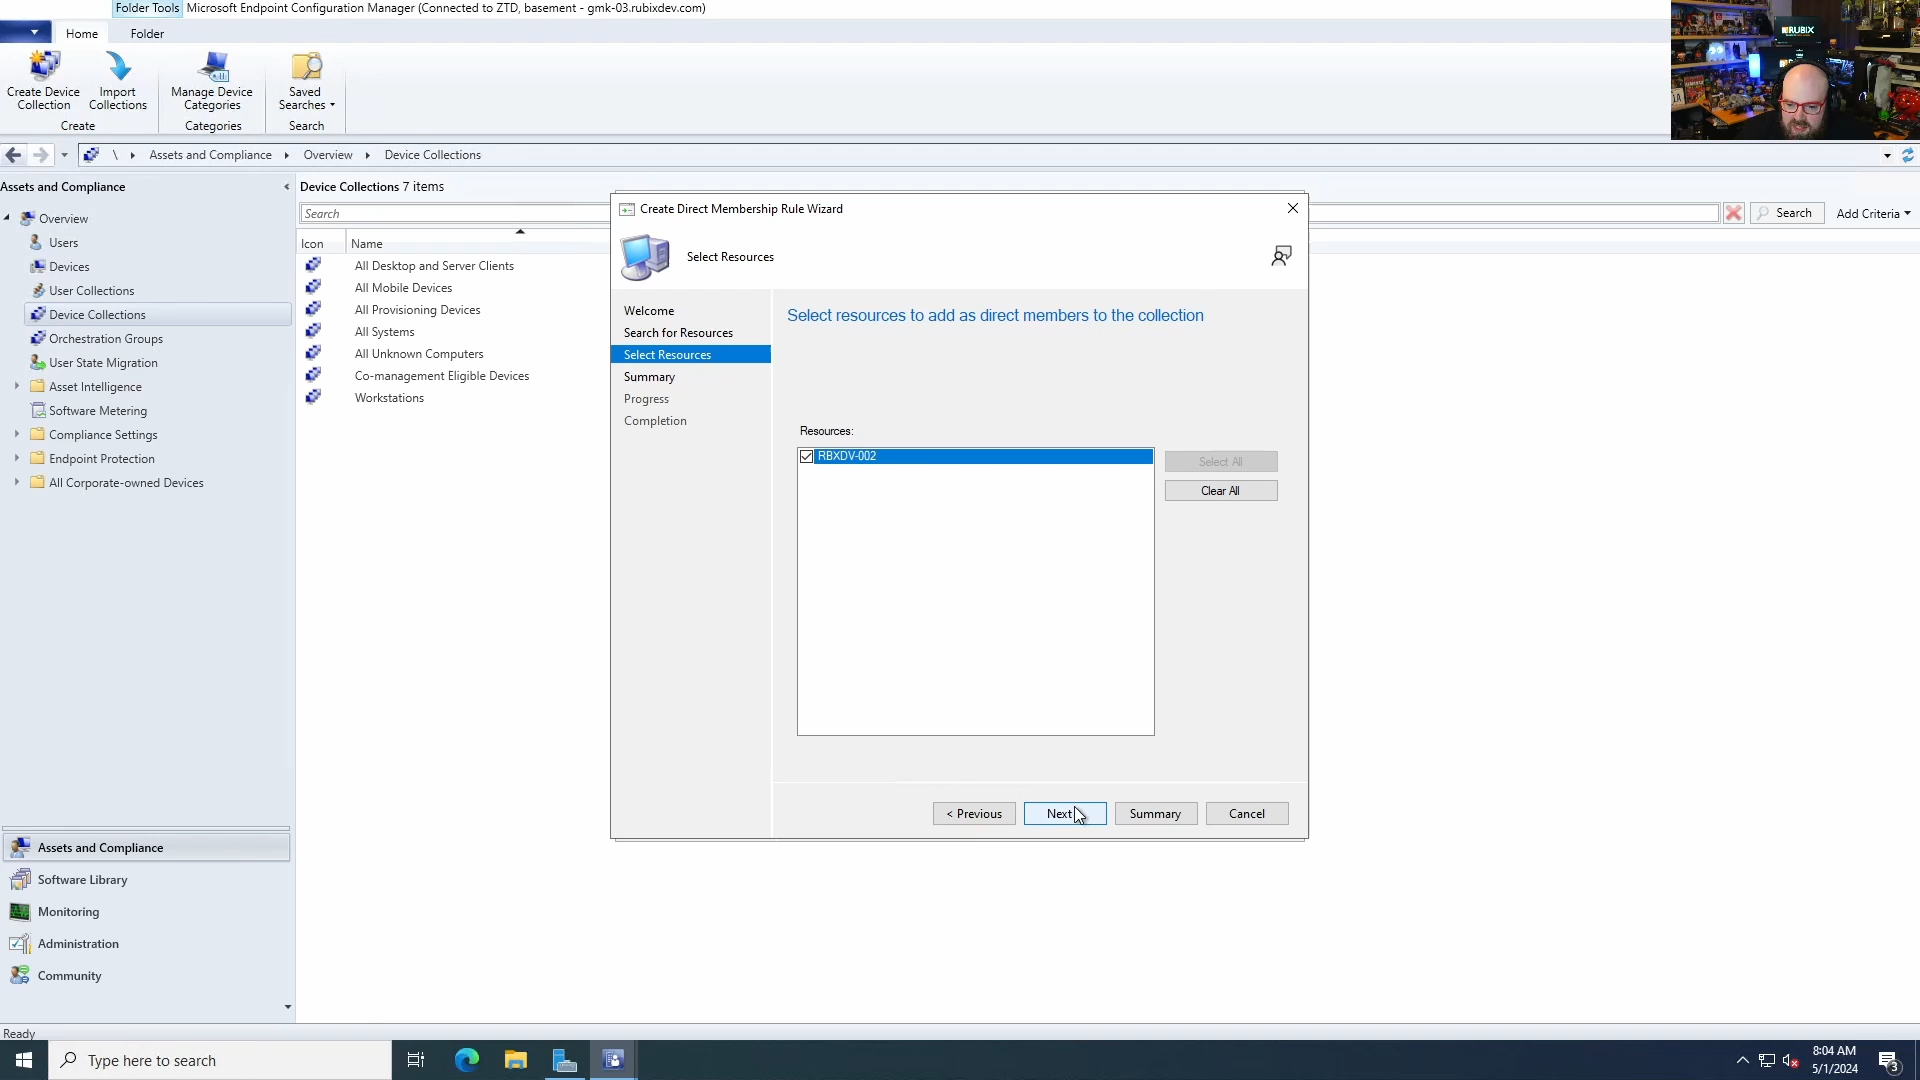 Folder Tools Microsoft Endpoint Configuration Manager (Connected to ZTD, basement - gmk-03.rubixdev.com)
Home Folder
Create Device Collection
Import Collections
Manage Device Categories
Saved Searches
Create Categories Search
RUBIX
\ Assets and Compliance Overview Device Collections
Assets and Compliance
Overview
Users
Devices
User Collections
Device Collections
Orchestration Groups
User State Migration
Asset Intelligence
Software Metering
Compliance Settings
Endpoint Protection
All Corporate-owned Devices
Assets and Compliance
Software Library
Monitoring
Administration
Community
Device Collections 7 items
Search
Search Add Criteria
Icon Name
All Desktop and Server Clients
All Mobile Devices
All Provisioning Devices
All Systems
All Unknown Computers
Co-management Eligible Devices
Workstations
Create Direct Membership Rule Wizard
Select Resources
Welcome
Search for Resources
Select Resources
Summary
Progress
Completion
Select resources to add as direct members to the collection
Resources:
RBXDV-002
Select All
Clear All
< Previous Next Summary Cancel
Ready
Type here to search
8:04 AM
5/1/2024
3